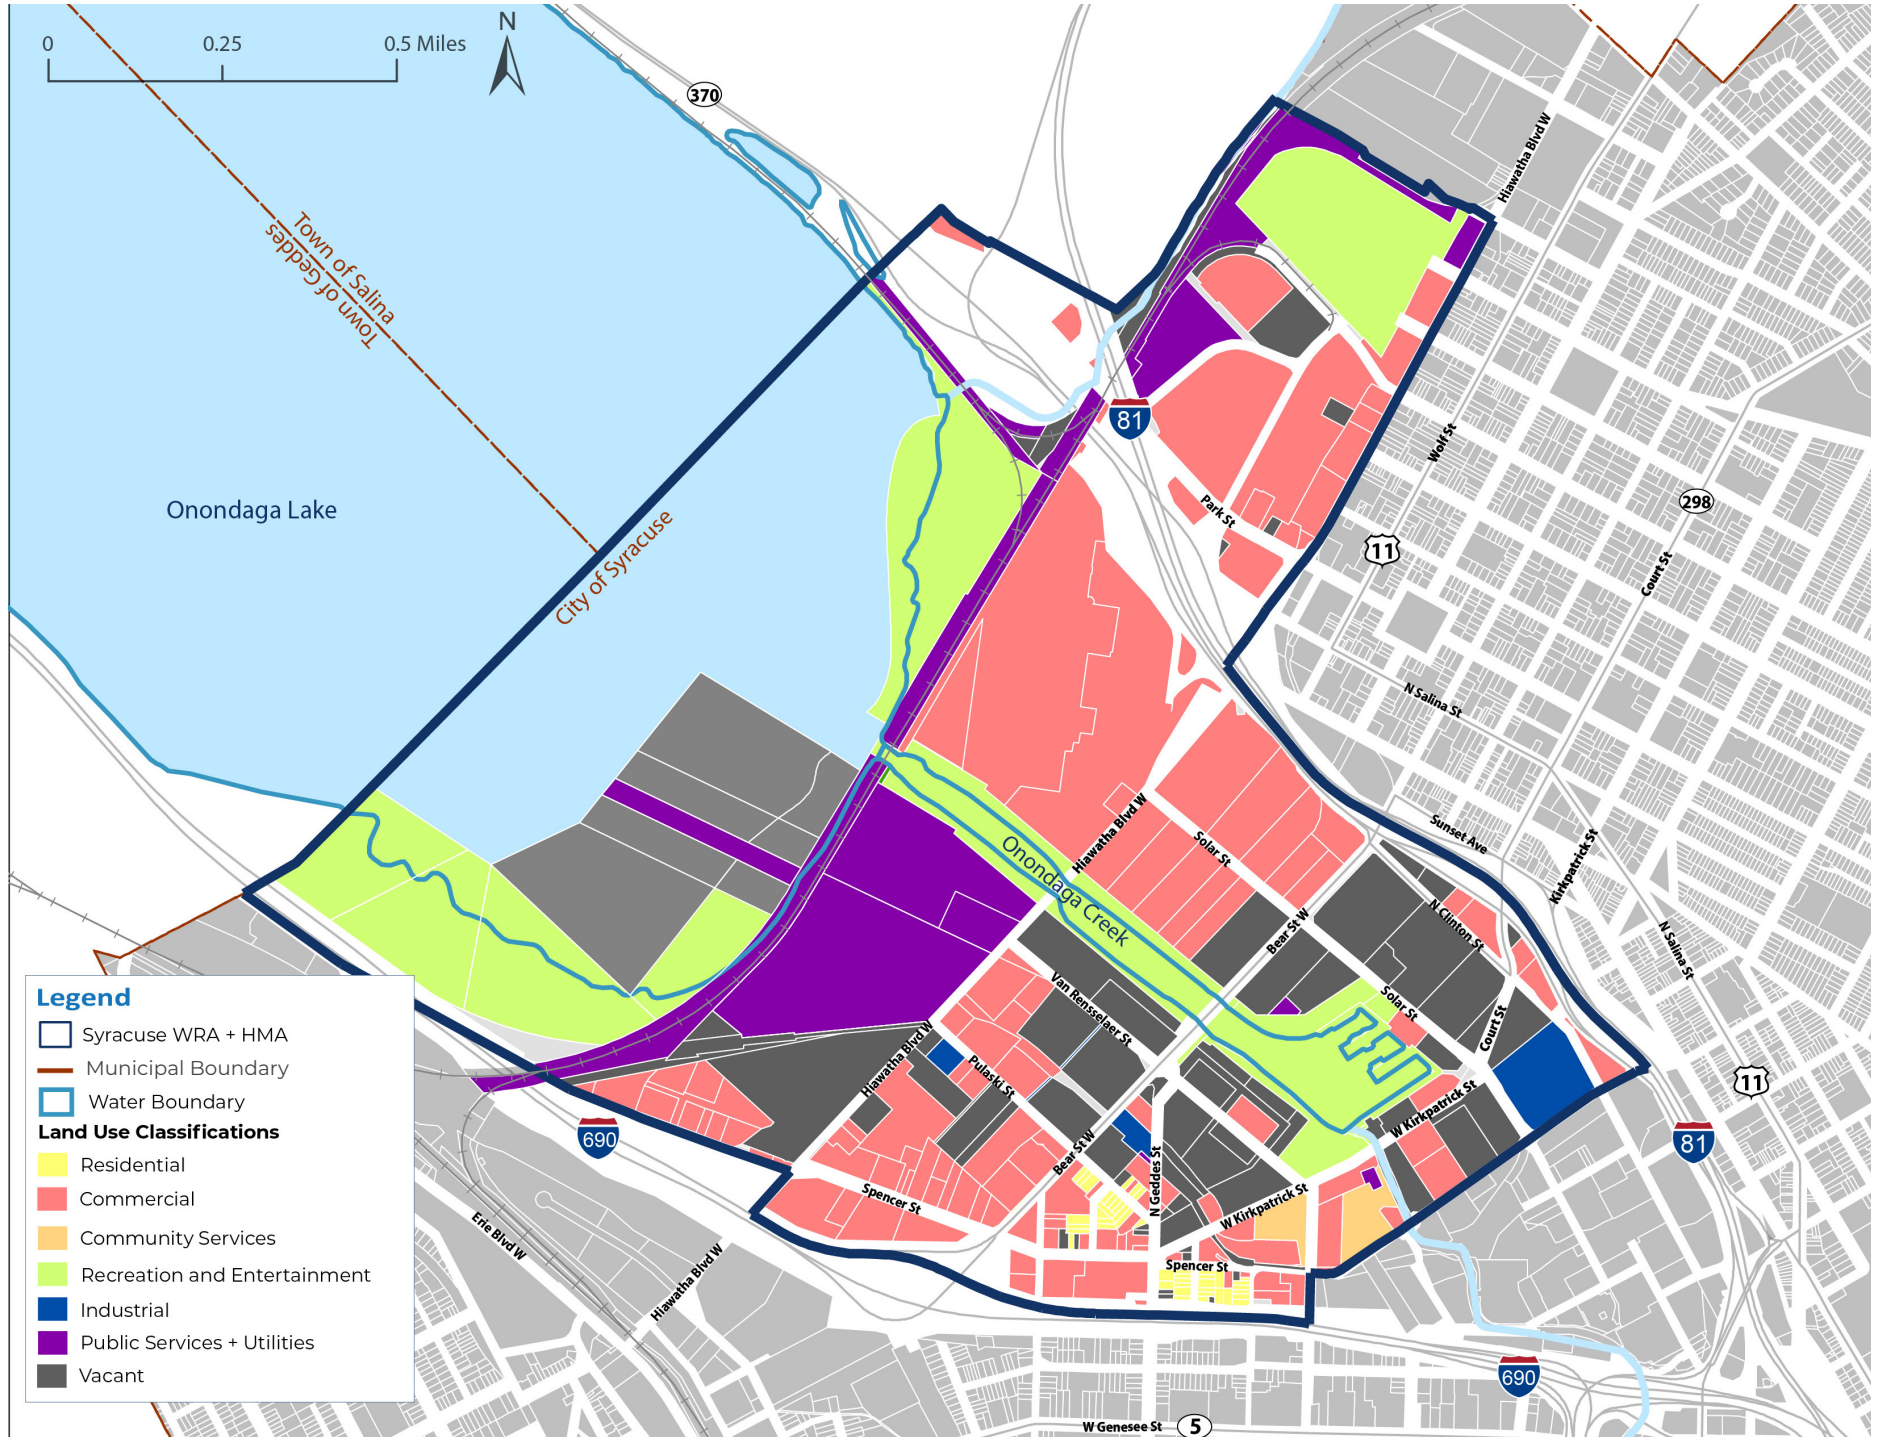 0 0.25 0.5 Miles
N
370
Town of Salina
Town of Geddes
Onondaga Lake
City of Syracuse
Hiawatha Blvd W
81
Wolf St
298
11
Park St
Court St
N Salina St
Onondaga Creek
Hiawatha Blvd W
Solar St
Sunset Ave
Kirkpatrick St
Bear St W
N Clinton St
N Salina St
Van Rensselaer St
Solar St
Court St
Hiawatha Blvd W
Pulaski St
W Kirkpatrick St
11
690
Bear St W
N Geddes St
81
Spencer St
W Kirkpatrick St
Erie Blvd W
Hiawatha Blvd W
Spencer St
690
W Genesee St
5
Legend
Syracuse WRA + HMA
Municipal Boundary
Water Boundary
Land Use Classifications
Residential
Commercial
Community Services
Recreation and Entertainment
Industrial
Public Services + Utilities
Vacant